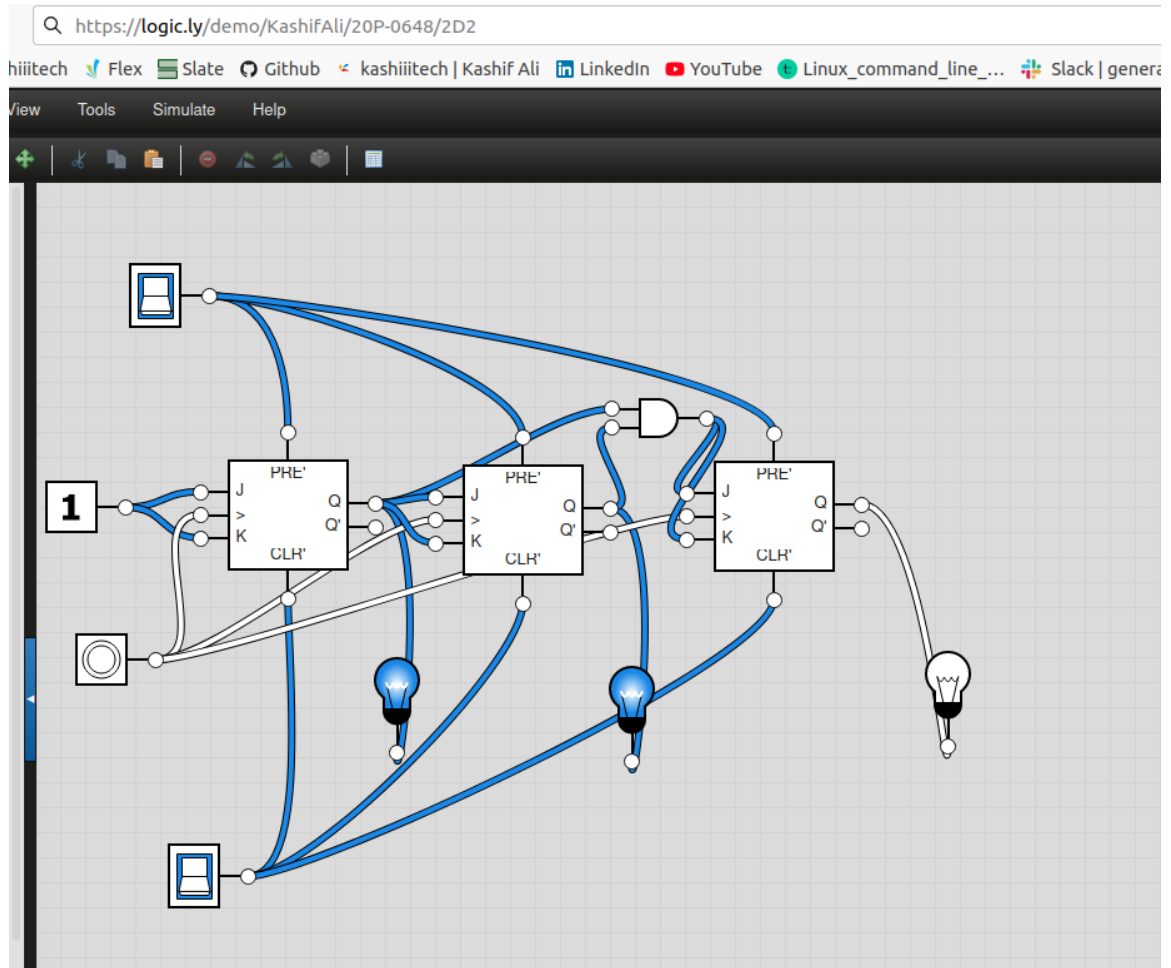 https://logic.ly/demo/KashifAli/20P-0648/2D2
hiiitech Flex Slate Github kashiiitech | Kashif Ali LinkedIn YouTube Linux_command_line_... Slack | genera
View Tools Simulate Help
PRE'
J
>
K
Q
Q'
CLR'
PRE'
J
>
K
Q
Q'
CLR'
PRE'
J
>
K
Q
Q'
CLR'
1